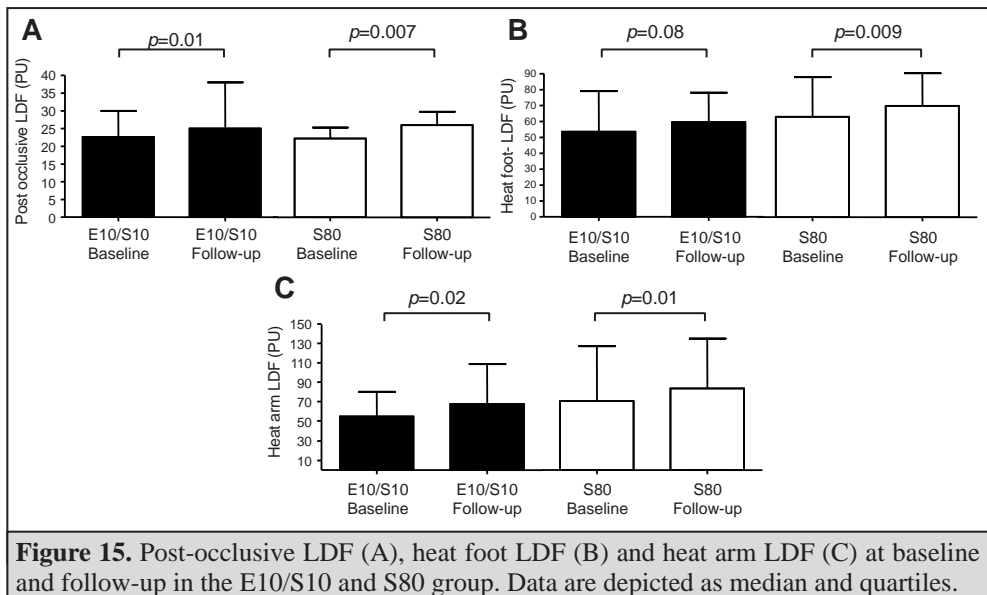 A
p=0.01
p=0.007
Post occlusive LDF (PU)
40
35
30
25
20
15
10
5
0
E10/S10 Baseline
E10/S10 Follow-up
S80 Baseline
S80 Follow-up
B
p=0.08
p=0.009
Heat foot- LDF (PU)
90
80
70
60
50
40
30
20
10
0
E10/S10 Baseline
E10/S10 Follow-up
S80 Baseline
S80 Follow-up
C
p=0.02
p=0.01
Heat arm LDF (PU)
150
130
110
90
70
50
30
10
E10/S10 Baseline
E10/S10 Follow-up
S80 Baseline
S80 Follow-up
Figure 15. Post-occlusive LDF (A), heat foot LDF (B) and heat arm LDF (C) at baseline
and follow-up in the E10/S10 and S80 group. Data are depicted as median and quartiles.